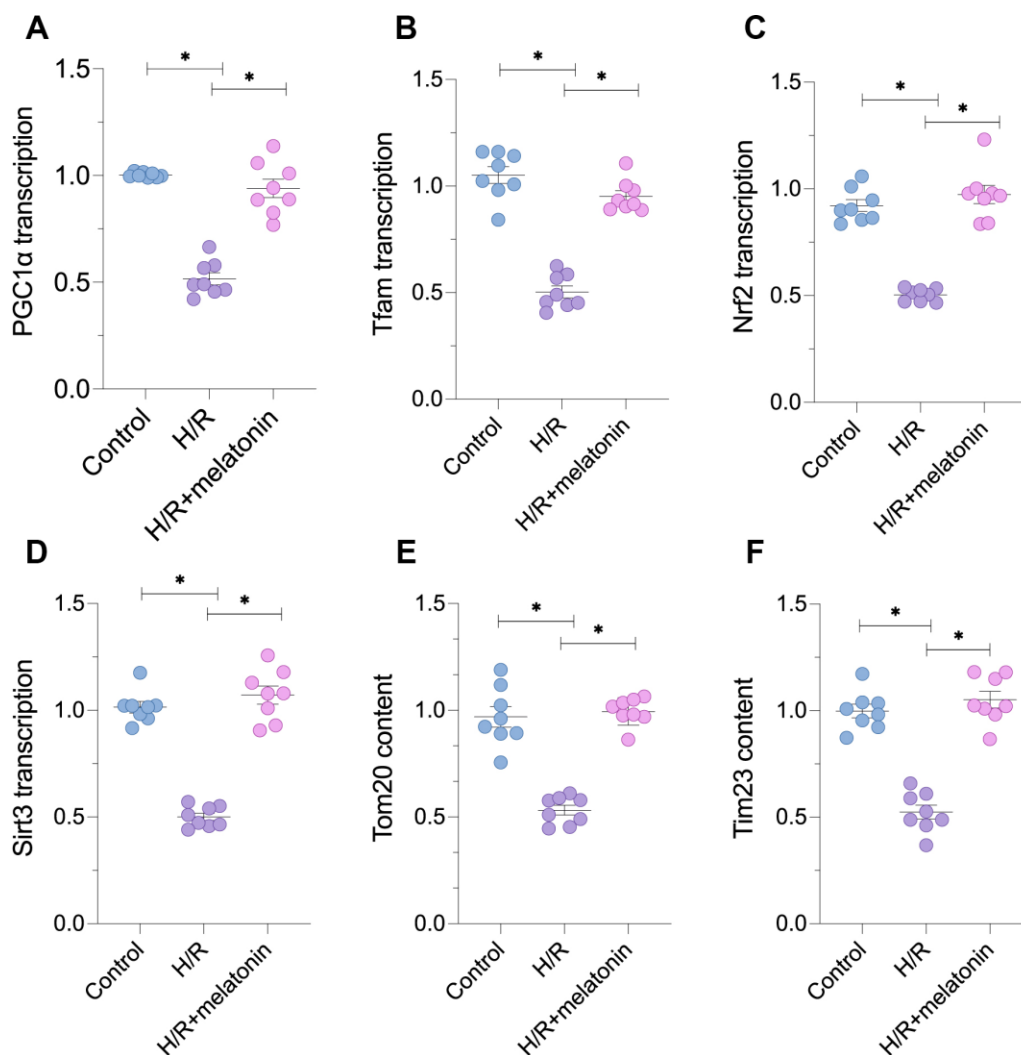 A
PGC1α transcription
1.5
1.0
0.5
0.0
*
*
Control
H/R
H/R+melatonin
B
Tfam transcription
1.5
1.0
0.5
0.0
*
*
Control
H/R
H/R+melatonin
C
Nrf2 transcription
1.5
1.0
0.5
0.0
*
*
Control
H/R
H/R+melatonin
D
Sirt3 transcription
1.5
1.0
0.5
0.0
*
*
Control
H/R
H/R+melatonin
E
Tom20 content
1.5
1.0
0.5
0.0
*
*
Control
H/R
H/R+melatonin
F
Tim23 content
1.5
1.0
0.5
0.0
*
*
Control
H/R
H/R+melatonin